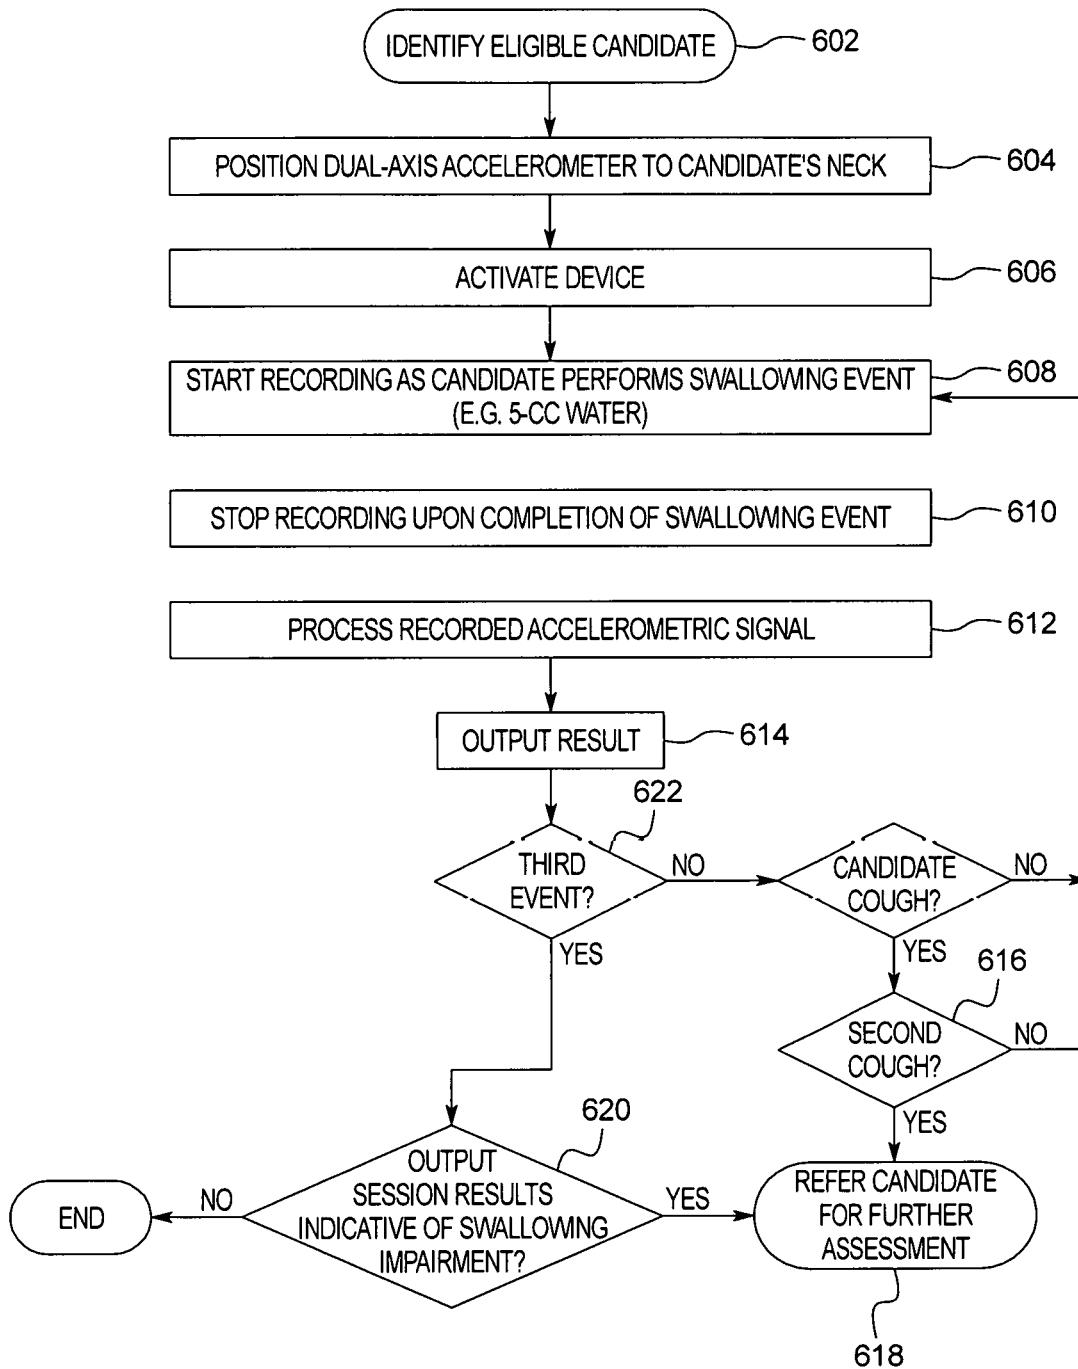 IDENTIFY ELIGIBLE CANDIDATE
602
POSITION DUAL-AXIS ACCELEROMETER TO CANDIDATE'S NECK
604
ACTIVATE DEVICE
606
START RECORDING AS CANDIDATE PERFORMS SWALLOWING EVENT
(E.G. 5-CC WATER)
608
STOP RECORDING UPON COMPLETION OF SWALLOWING EVENT
610
PROCESS RECORDED ACCELEROMETRIC SIGNAL
612
OUTPUT RESULT
614
622
THIRD
EVENT?
NO
CANDIDATE
COUGH?
NO
YES
YES
616
SECOND
COUGH?
NO
YES
620
OUTPUT
SESSION RESULTS
INDICATIVE OF SWALLOWING
IMPAIRMENT?
NO
END
YES
REFER CANDIDATE
FOR FURTHER
ASSESSMENT
618